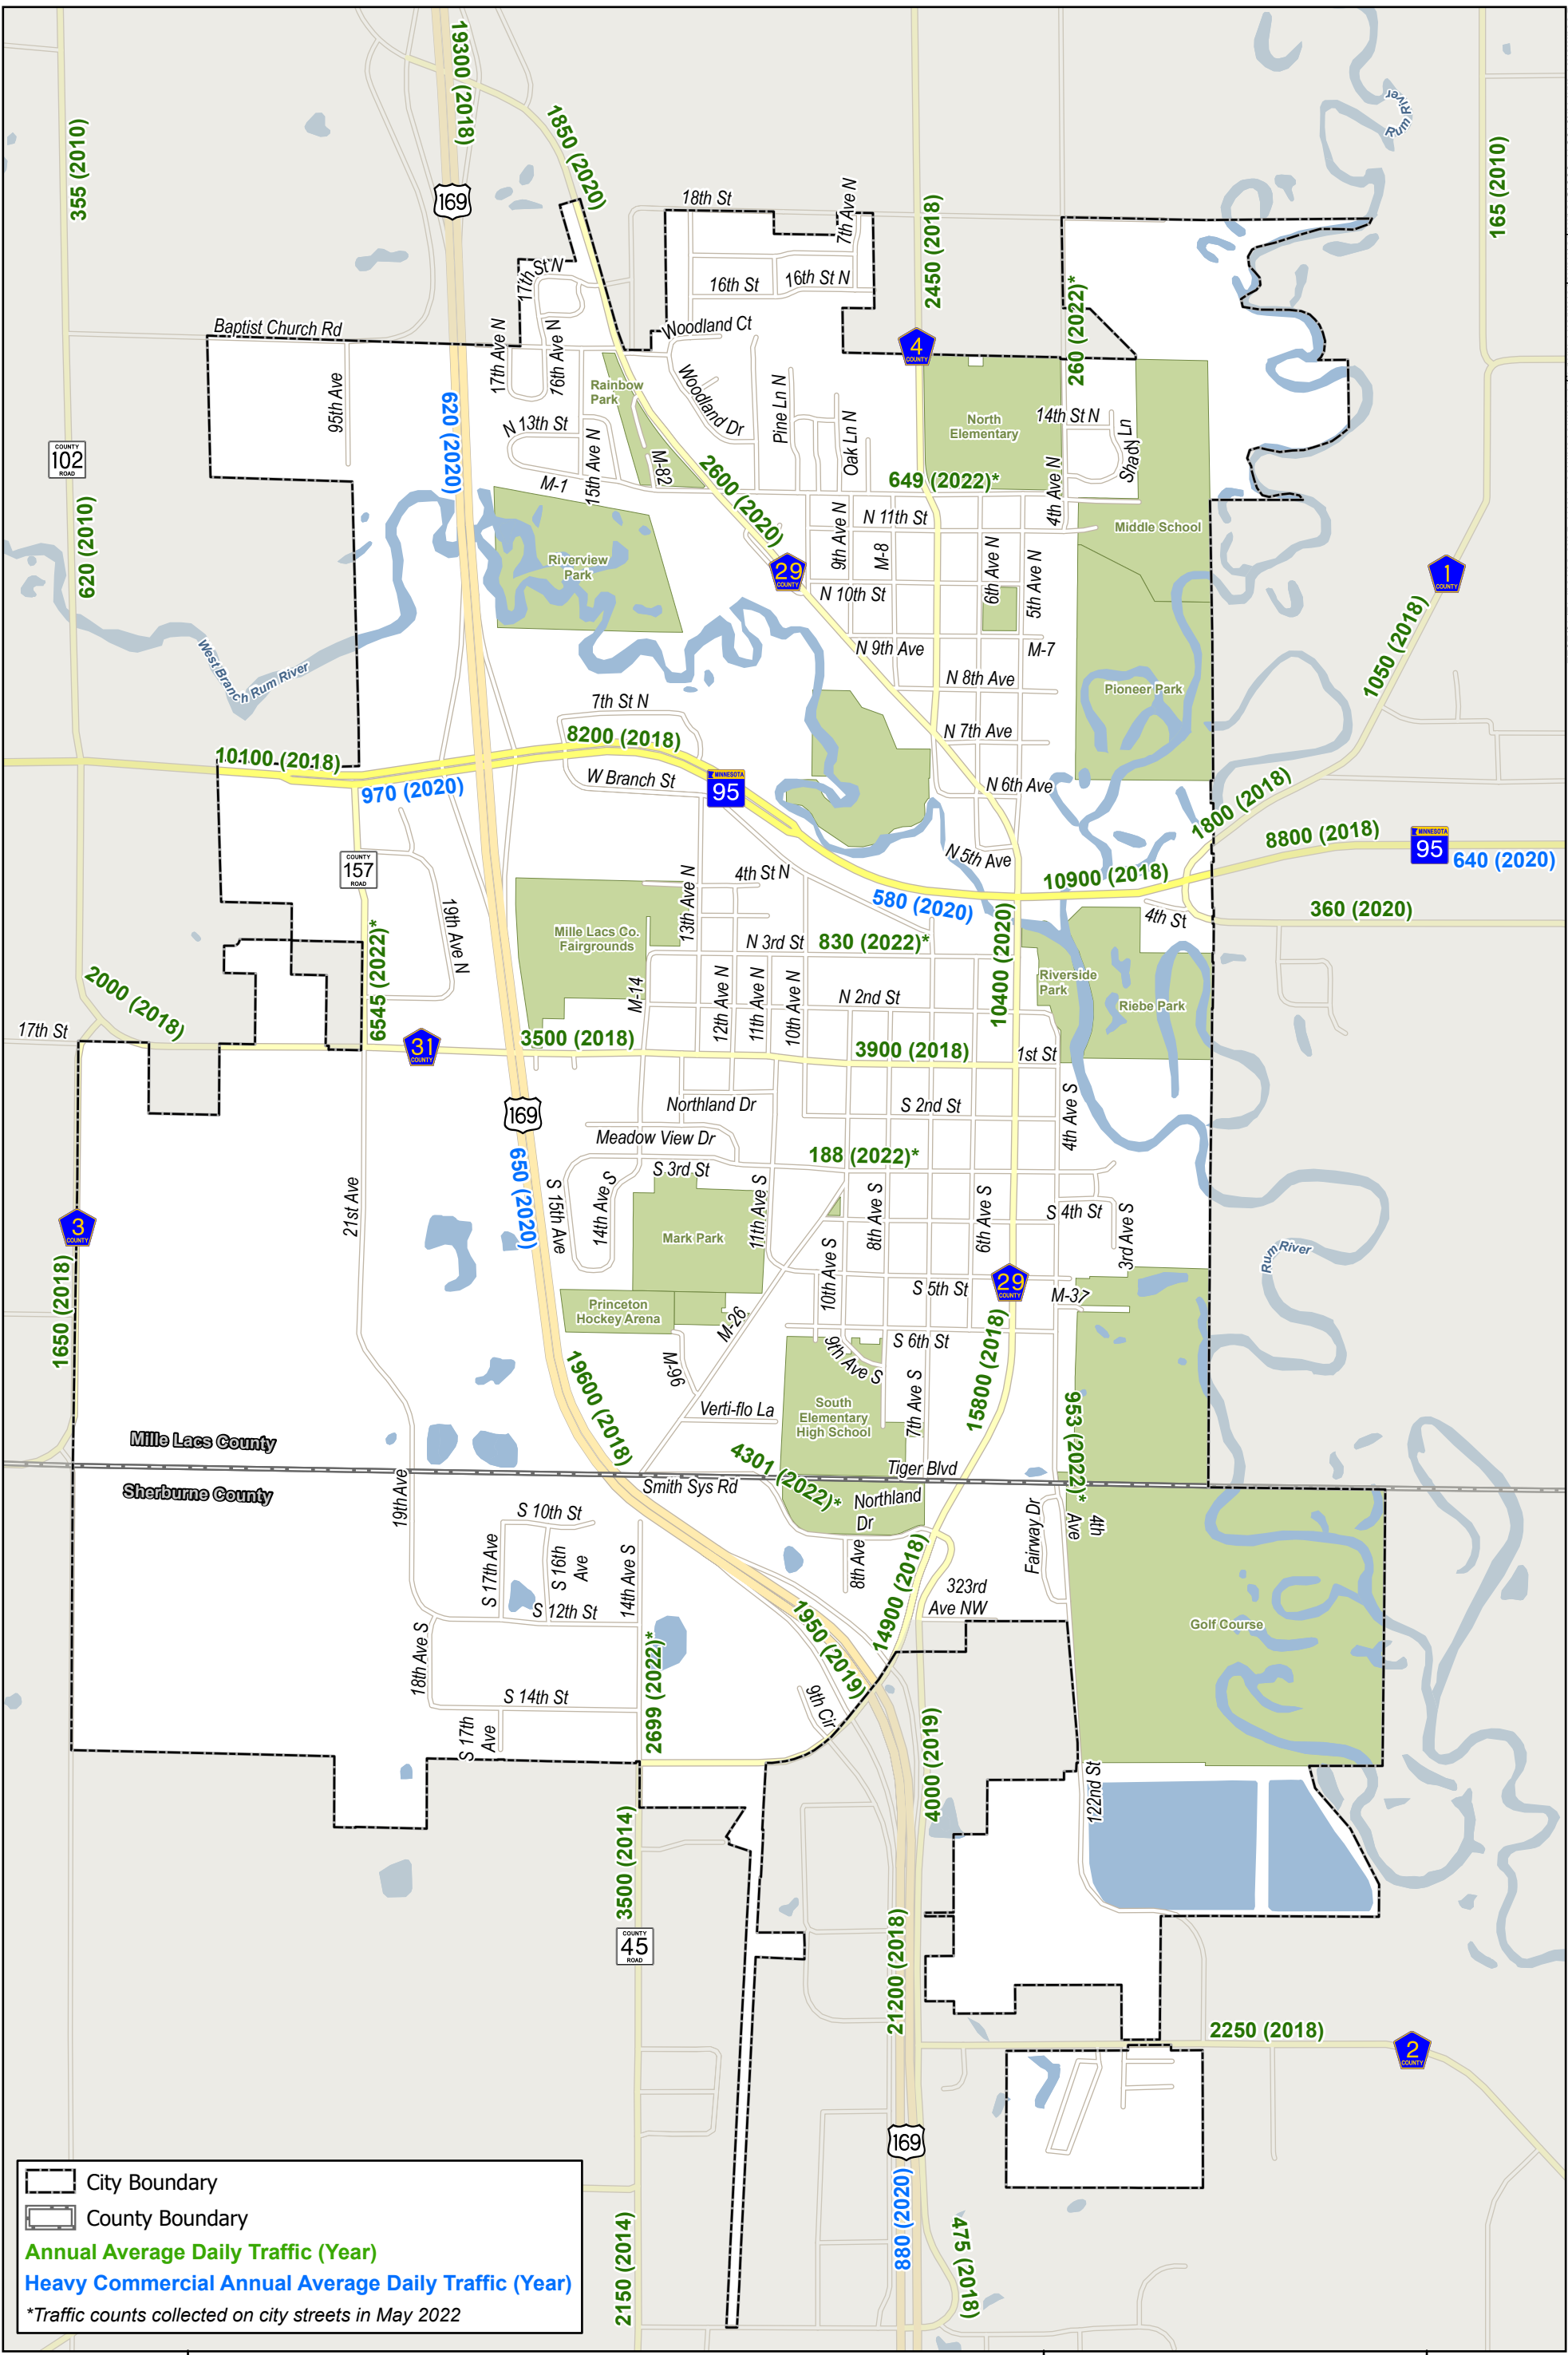 19300 (2018)
355 (2010)
1850 (2020)
Rum River
165 (2010)
169
18th St
7th Ave N
2450 (2018)
17th St N
16th St
16th St N
260 (2022)*
Baptist Church Rd
Woodland Ct
4
COUNTY
95th Ave
17th Ave N
16th Ave N
Rainbow
Park
Woodland Dr
Pine Ln N
Oak Ln N
North
Elementary
14th St N
Shady Ln
620 (2020)
N 13th St
15th Ave N
M-82
COUNTY
102
ROAD
M-1
2600 (2020)
649 (2022)*
4th Ave N
620 (2010)
N 11th St
Middle School
9th Ave N
M-8
6th Ave N
5th Ave N
Riverview
Park
29
COUNTY
1
COUNTY
N 10th St
N 9th Ave
M-7
1050 (2018)
West Branch Rum River
N 8th Ave
Pioneer Park
7th St N
8200 (2018)
N 7th Ave
10100 (2018)
970 (2020)
W Branch St
MINNESOTA
95
N 6th Ave
1800 (2018)
8800 (2018)
MINNESOTA
95
640 (2020)
COUNTY
157
ROAD
N 5th Ave
4th St N
10900 (2018)
580 (2020)
13th Ave N
19th Ave N
4th St
360 (2020)
Mille Lacs Co.
Fairgrounds
N 3rd St
830 (2022)*
6545 (2022)*
10400 (2020)
Riverside
Park
Riebe Park
2000 (2018)
M-14
12th Ave N
11th Ave N
10th Ave N
N 2nd St
17th St
31
COUNTY
3500 (2018)
3900 (2018)
1st St
169
Northland Dr
S 2nd St
4th Ave S
Meadow View Dr
188 (2022)*
650 (2020)
S 3rd St
21st Ave
S 15th Ave
14th Ave S
11th Ave S
8th Ave S
6th Ave S
S 4th St
3rd Ave S
3
COUNTY
Mark Park
Rum River
10th Ave S
S 5th St
29
COUNTY
M-37
1650 (2018)
Princeton
Hockey Arena
M-26
S 6th St
9th Ave S
M-96
19600 (2018)
15800 (2018)
7th Ave S
953 (2022)*
Verti-flo La
South
Elementary
High School
Mille Lacs County
4301 (2022)*
Tiger Blvd
Sherburne County
Smith Sys Rd
Northland
Dr
19th Ave
S 10th St
4th
Ave
Fairway Dr
S 17th Ave
S 16th
Ave
14th Ave S
8th Ave
14900 (2018)
323rd
Ave NW
S 12th St
1950 (2019)
Golf Course
18th Ave S
2699 (2022)*
S 14th St
9th Cir
S 17th
Ave
4000 (2019)
122nd St
3500 (2014)
COUNTY
45
ROAD
21200 (2018)
2250 (2018)
2
COUNTY
169
880 (2020)
475 (2018)
2150 (2014)
City Boundary
County Boundary
Annual Average Daily Traffic (Year)
Heavy Commercial Annual Average Daily Traffic (Year)
*Traffic counts collected on city streets in May 2022